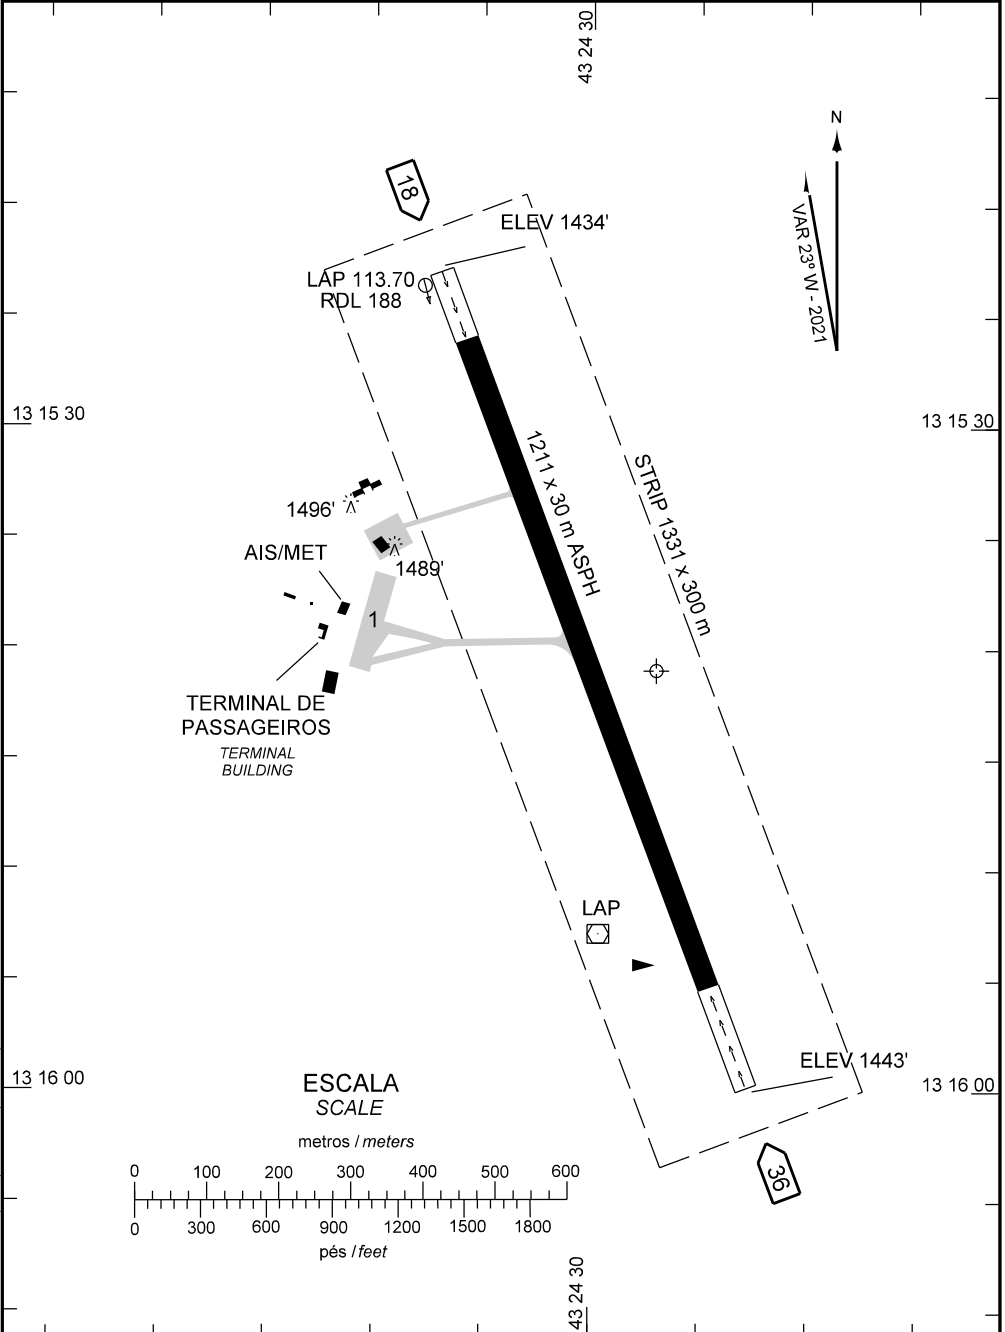 43 24 30
N
18
VAR 23º W - 2021
ELEV 1434'
LAP 113.70
RDL 188
13 15 30
13 15 30
1211 x 30 m ASPH
STRIP 1331 x 300 m
1496'
AIS/MET
1489'
1
TERMINAL DE
PASSAGEIROS
TERMINAL
BUILDING
LAP
ELEV 1443'
13 16 00
13 16 00
ESCALA
SCALE
metros / meters
0 100 200 300 400 500 600
0 300 600 900 1200 1500 1800
pés / feet
36
43 24 30